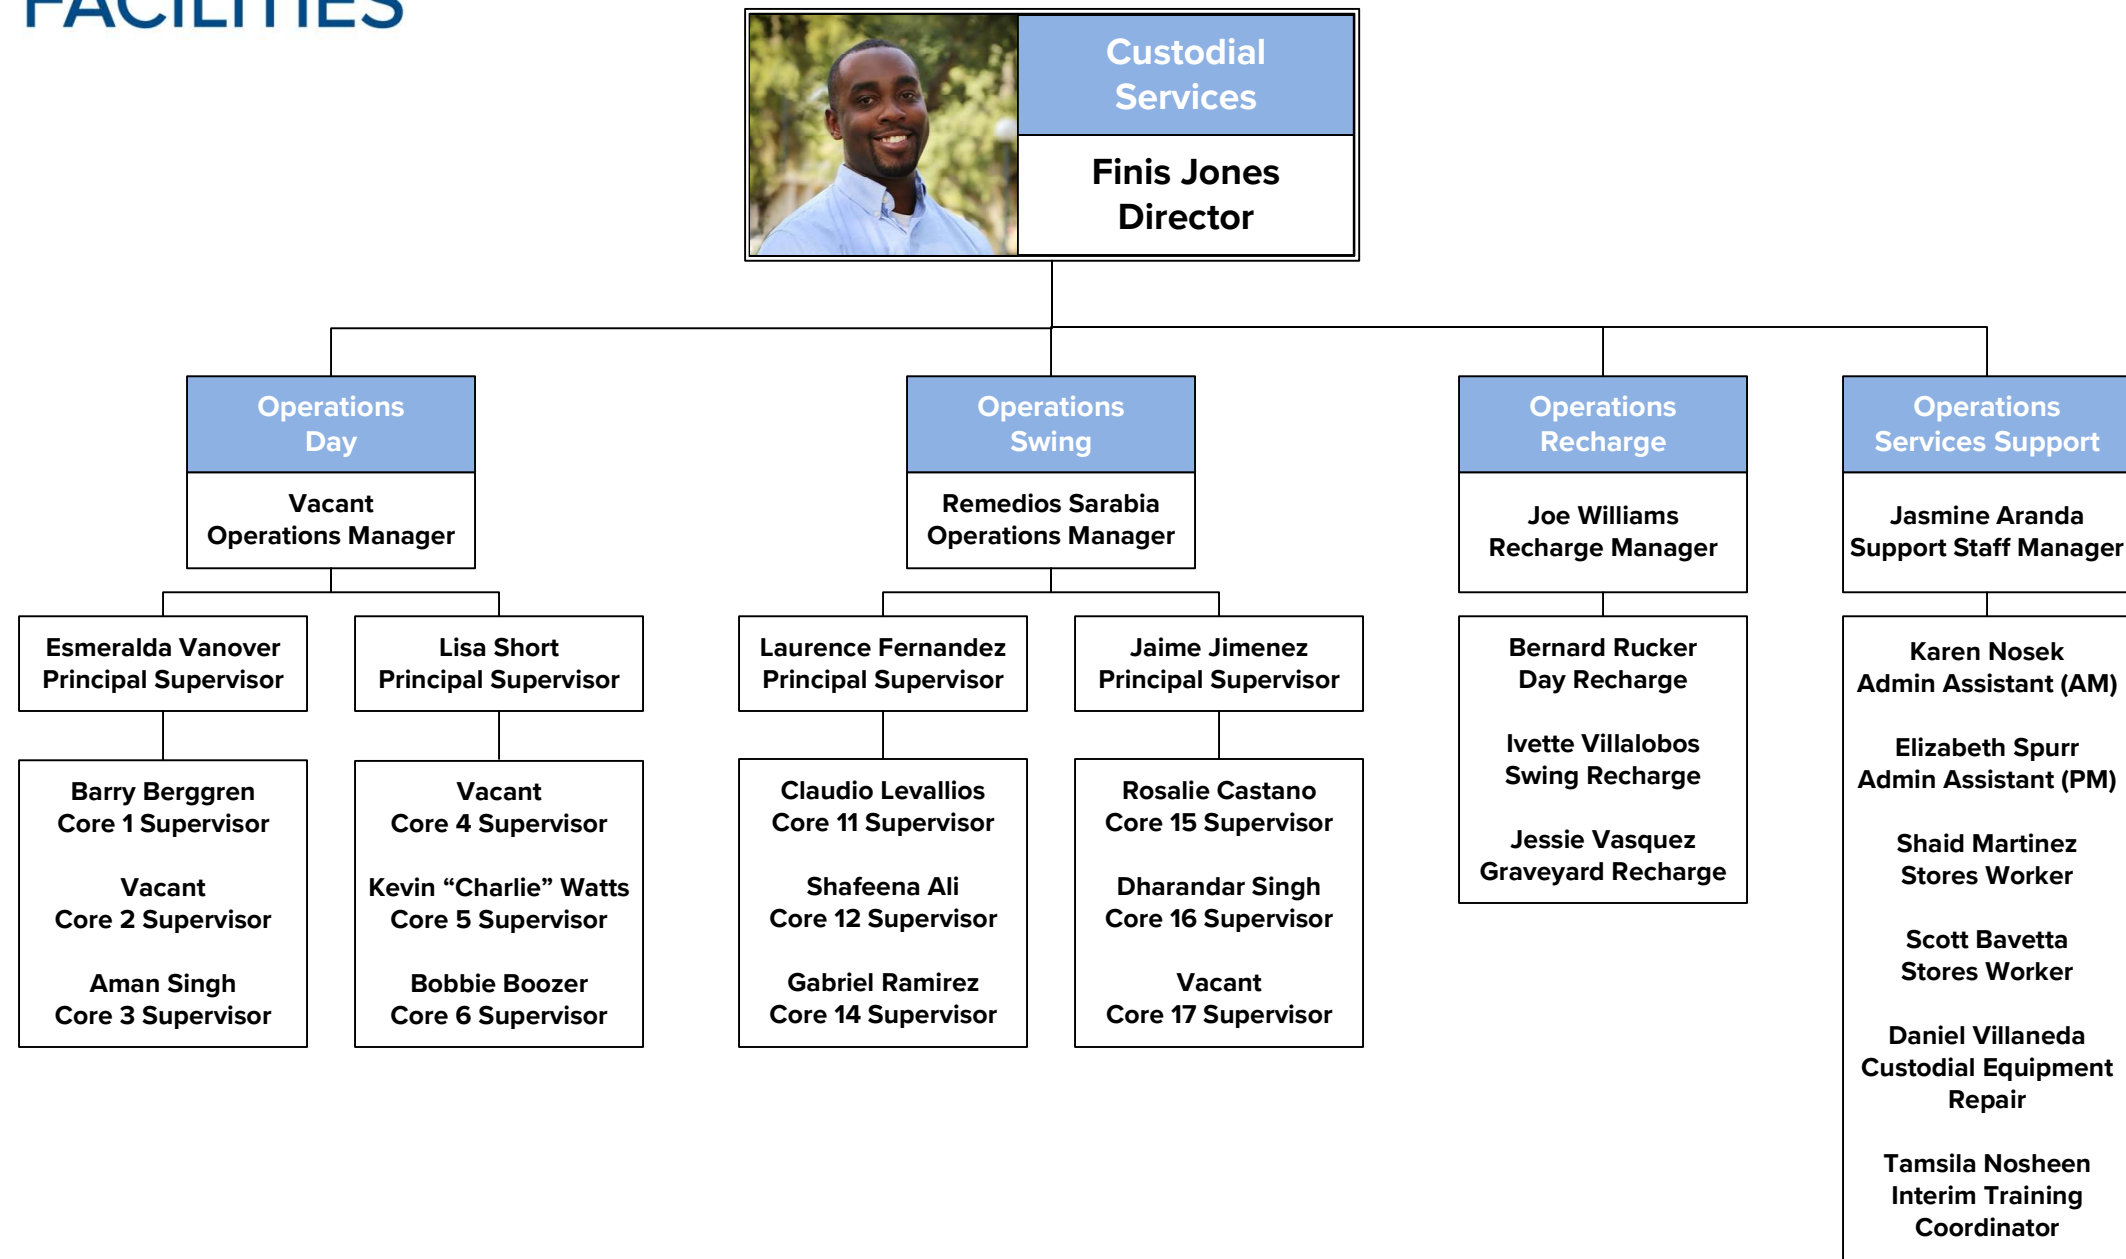 FACILITIES
Custodial
Services
Finis Jones
Director
Operations
Day
Vacant
Operations Manager
Esmeralda Vanover
Principal Supervisor
Barry Berggren
Core 1 Supervisor
Vacant
Core 2 Supervisor
Aman Singh
Core 3 Supervisor
Lisa Short
Principal Supervisor
Vacant
Core 4 Supervisor
Kevin “Charlie” Watts
Core 5 Supervisor
Bobbie Boozer
Core 6 Supervisor
Operations
Swing
Remedios Sarabia
Operations Manager
Laurence Fernandez
Principal Supervisor
Claudio Levallios
Core 11 Supervisor
Shafeena Ali
Core 12 Supervisor
Gabriel Ramirez
Core 14 Supervisor
Jaime Jimenez
Principal Supervisor
Rosalie Castano
Core 15 Supervisor
Dharandar Singh
Core 16 Supervisor
Vacant
Core 17 Supervisor
Operations
Recharge
Joe Williams
Recharge Manager
Bernard Rucker
Day Recharge
Ivette Villalobos
Swing Recharge
Jessie Vasquez
Graveyard Recharge
Operations
Services Support
Jasmine Aranda
Support Staff Manager
Karen Nosek
Admin Assistant (AM)
Elizabeth Spurr
Admin Assistant (PM)
Shaid Martinez
Stores Worker
Scott Bavetta
Stores Worker
Daniel Villaneda
Custodial Equipment
Repair
Tamsila Nosheen
Interim Training
Coordinator